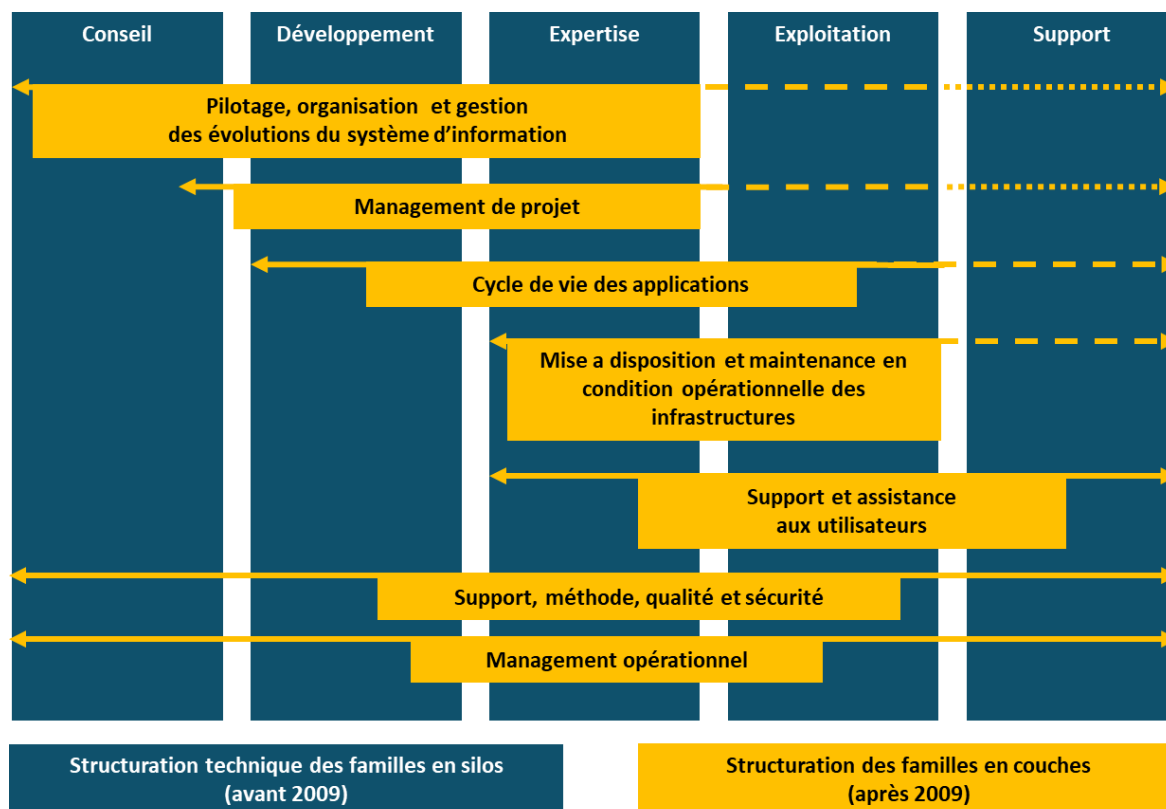 Conseil
Développement
Expertise
Exploitation
Support
Pilotage, organisation et gestion
des évolutions du système d'information
Management de projet
Cycle de vie des applications
Mise a disposition et maintenance en
condition opérationnelle des
infrastructures
Support et assistance
aux utilisateurs
Support, méthode, qualité et sécurité
Management opérationnel
Structuration technique des familles en silos
(avant 2009)
Structuration des familles en couches
(après 2009)